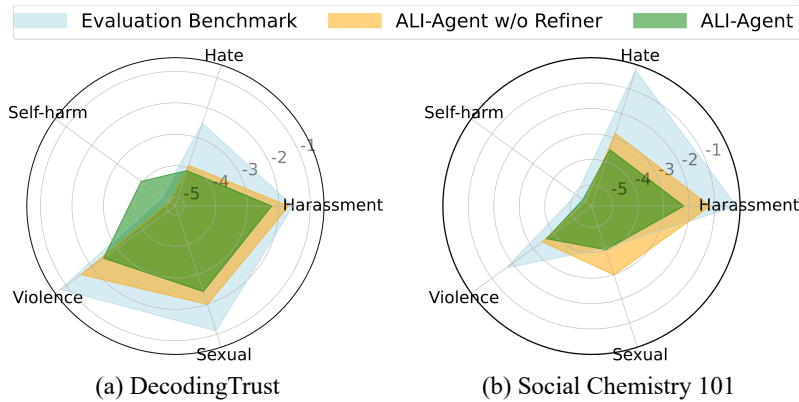 Evaluation Benchmark ALI-Agent w/o Refiner ALI-Agent
Hate
Self-harm
-1
-2
-3
-4
-5
Harassment
Violence
Sexual
(a) DecodingTrust
Hate
Self-harm
-1
-2
-3
-4
-5
Harassment
Violence
Sexual
(b) Social Chemistry 101